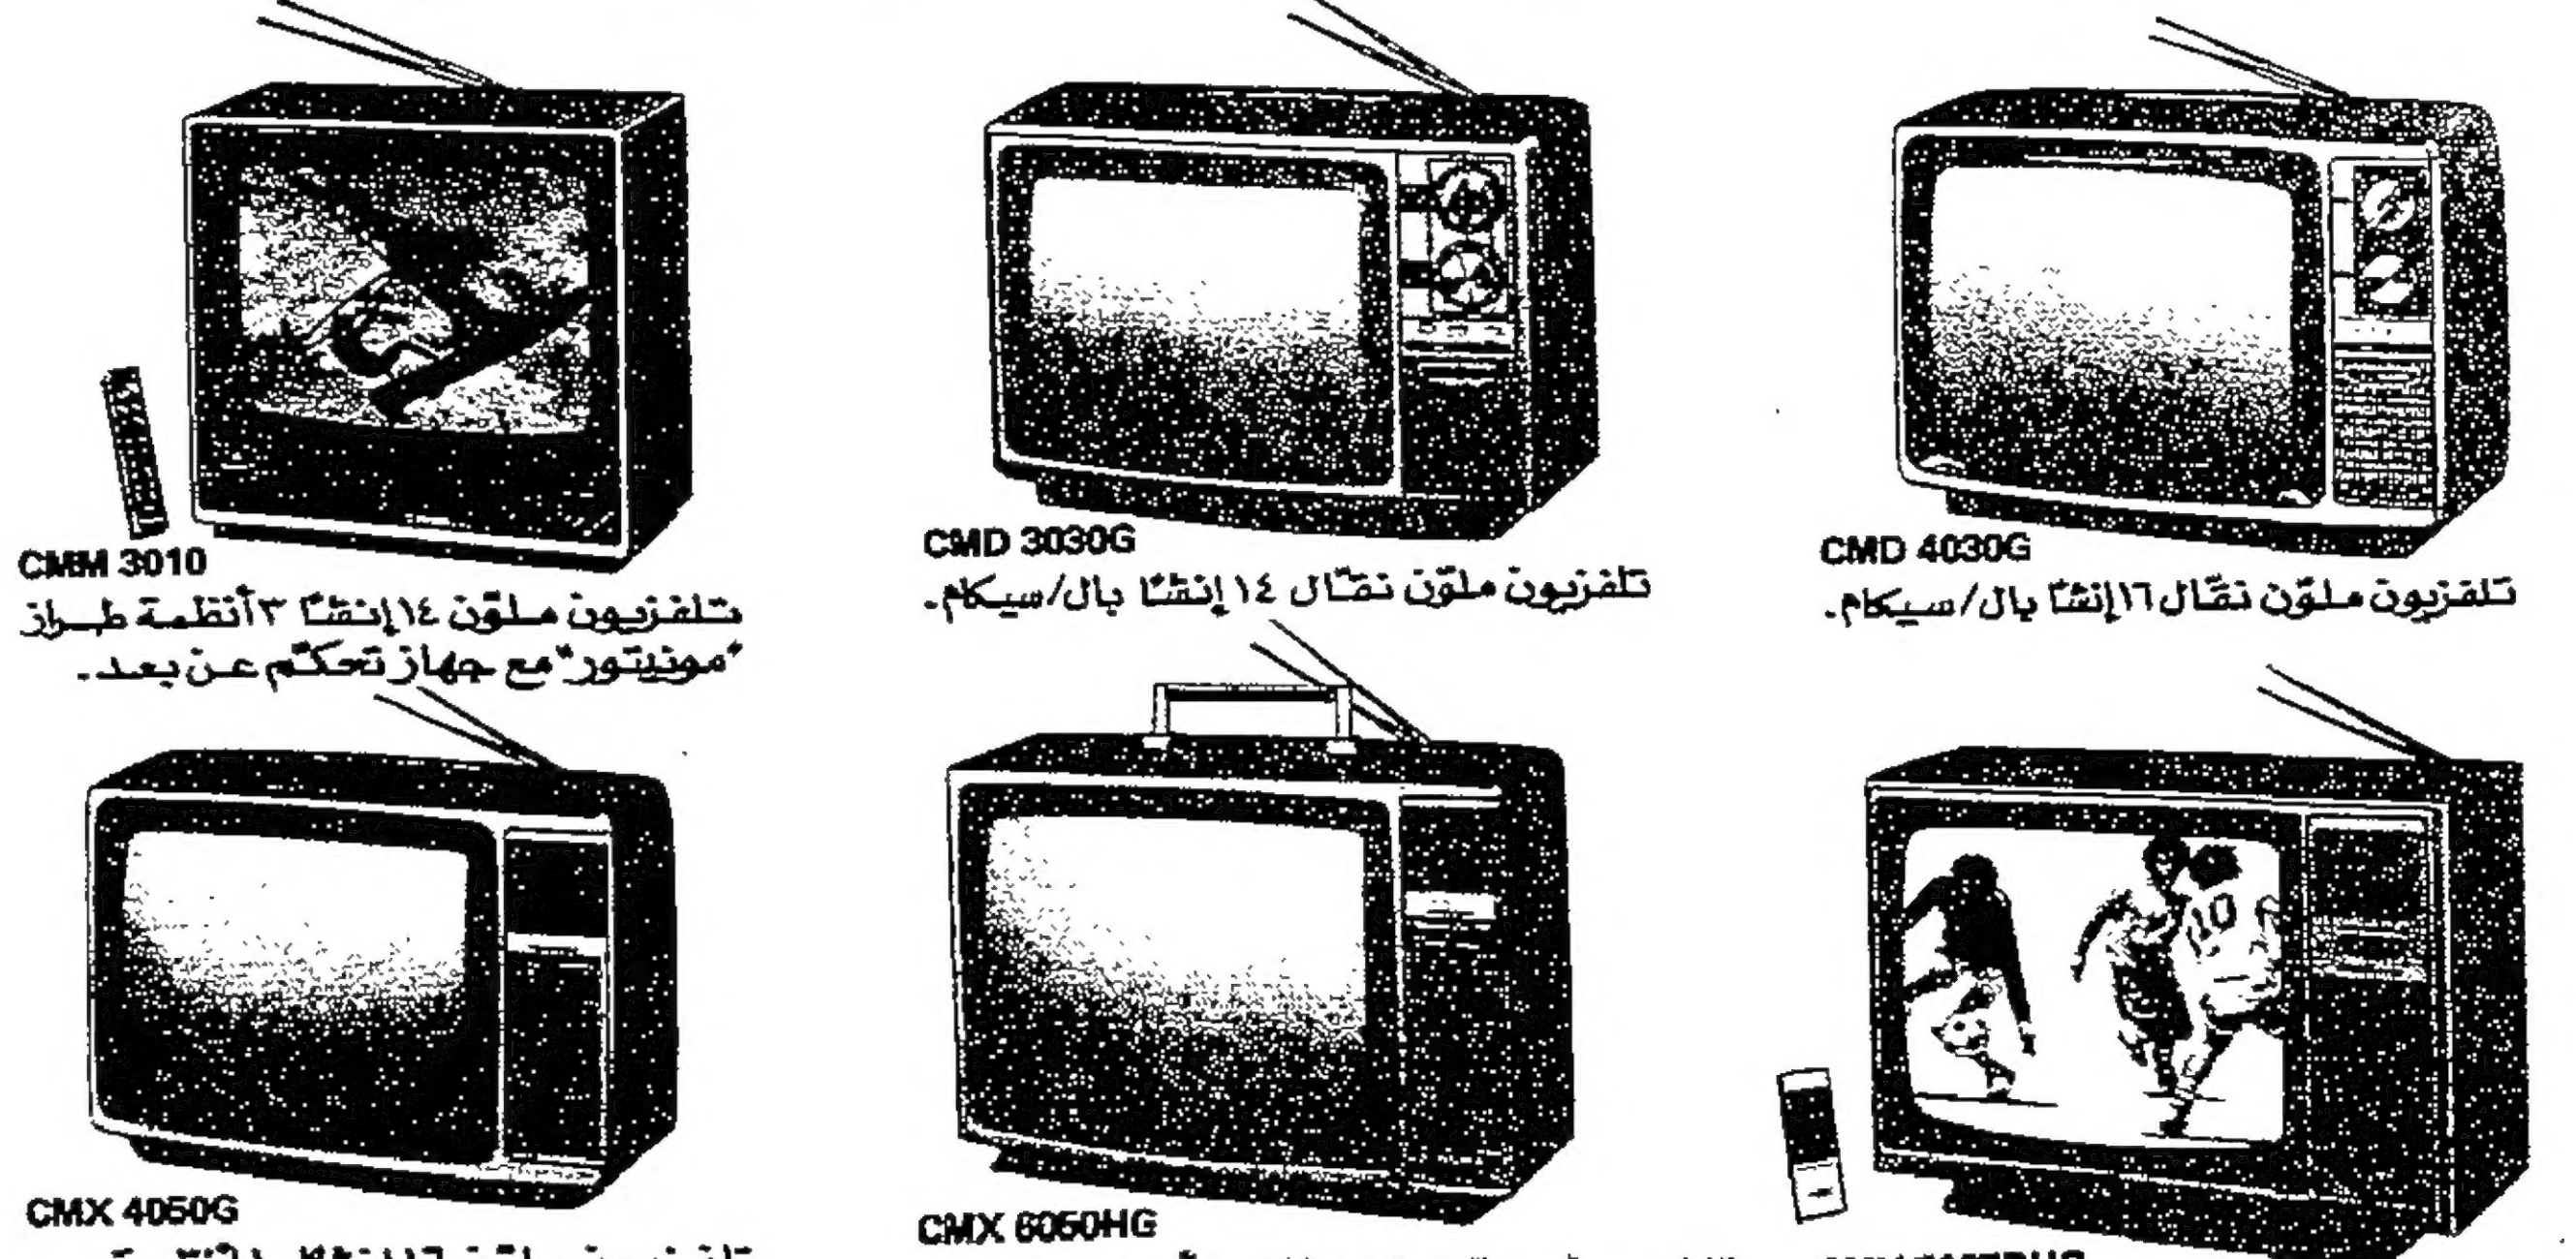 CMM 3010
تلفزيون ملوّن ١٤ إنشًا ٣ أنظمة طراز
"مونيتور" مع جهاز تحكّم عن بعد.
CMD 3030G
تلفزيون ملوّن نقّال ١٤ إنشًا بال/سيكام.
CMD 4030G
تلفزيون ملوّن نقّال ١٦ إنشًا بال/سيكام.
CMX 4050G
CMX 6050HG
10